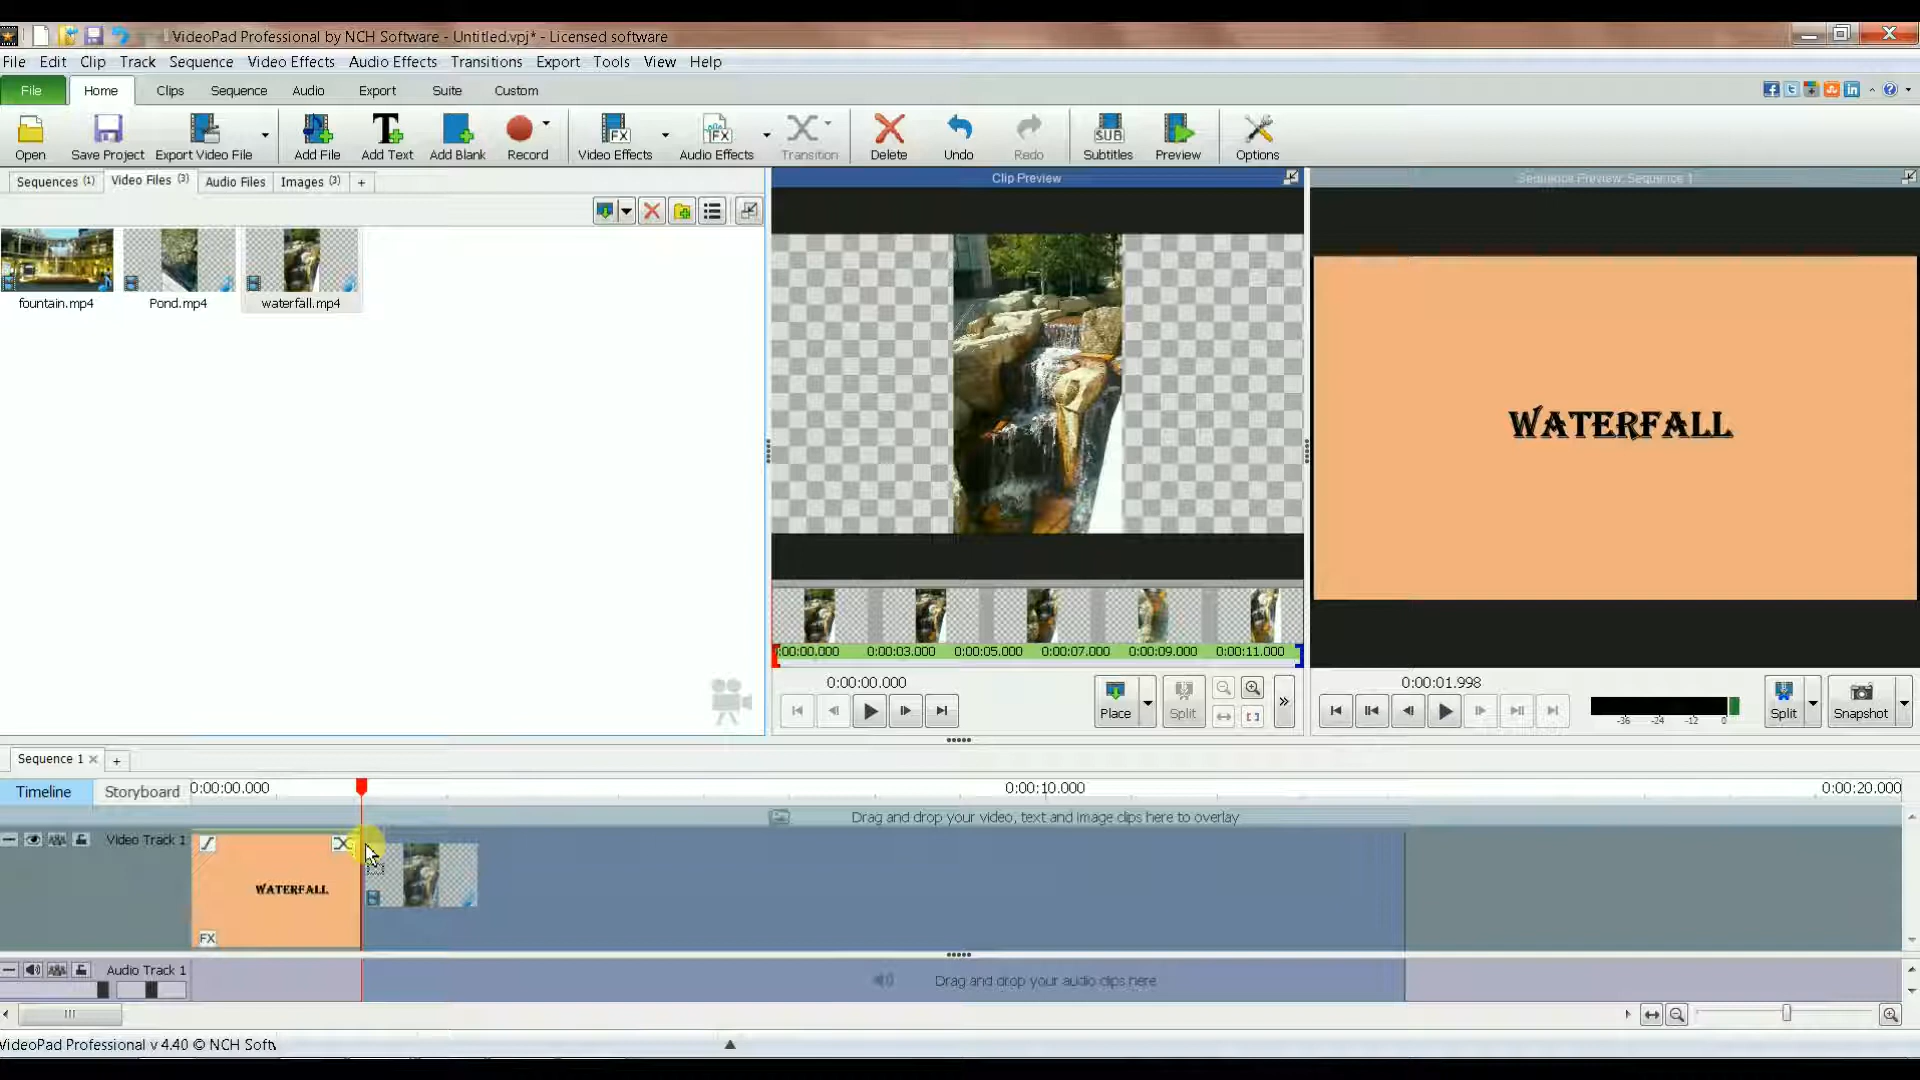 VideoPad Professional by NCH Software - Untitled.vpj* - Licensed software
File Edit Clip Track Sequence Video Effects Audio Effects Transitions Export Tools View Help
File Home Clips Sequence Audio Export Suite Custom
Open Save Project Export Video File Add File Add Text Add Blank Record Video Effects Audio Effects Transition Delete Undo Redo Subtitles Preview Options
Sequences (1) Video Files (3) Audio Files Images (3) +
Clip Preview
Sequence Preview: Sequence 1
fountain.mp4 Pond.mp4 waterfall.mp4
WATERFALL
:00:00.000 0:00:03.000 0:00:05.000 0:00:07.000 0:00:09.000 0:00:11.000
0:00:00.000
Place Split
0:00:01.998
-36 -24 -12 0
Split Snapshot
Sequence 1
Timeline Storyboard
0:00:00.000 0:00:10.000 0:00:20.000
Drag and drop your video, text and image clips here to overlay
Video Track 1
WATERFALL
FX
Audio Track 1
Drag and drop your audio clips here
VideoPad Professional v 4.40 © NCH Softw